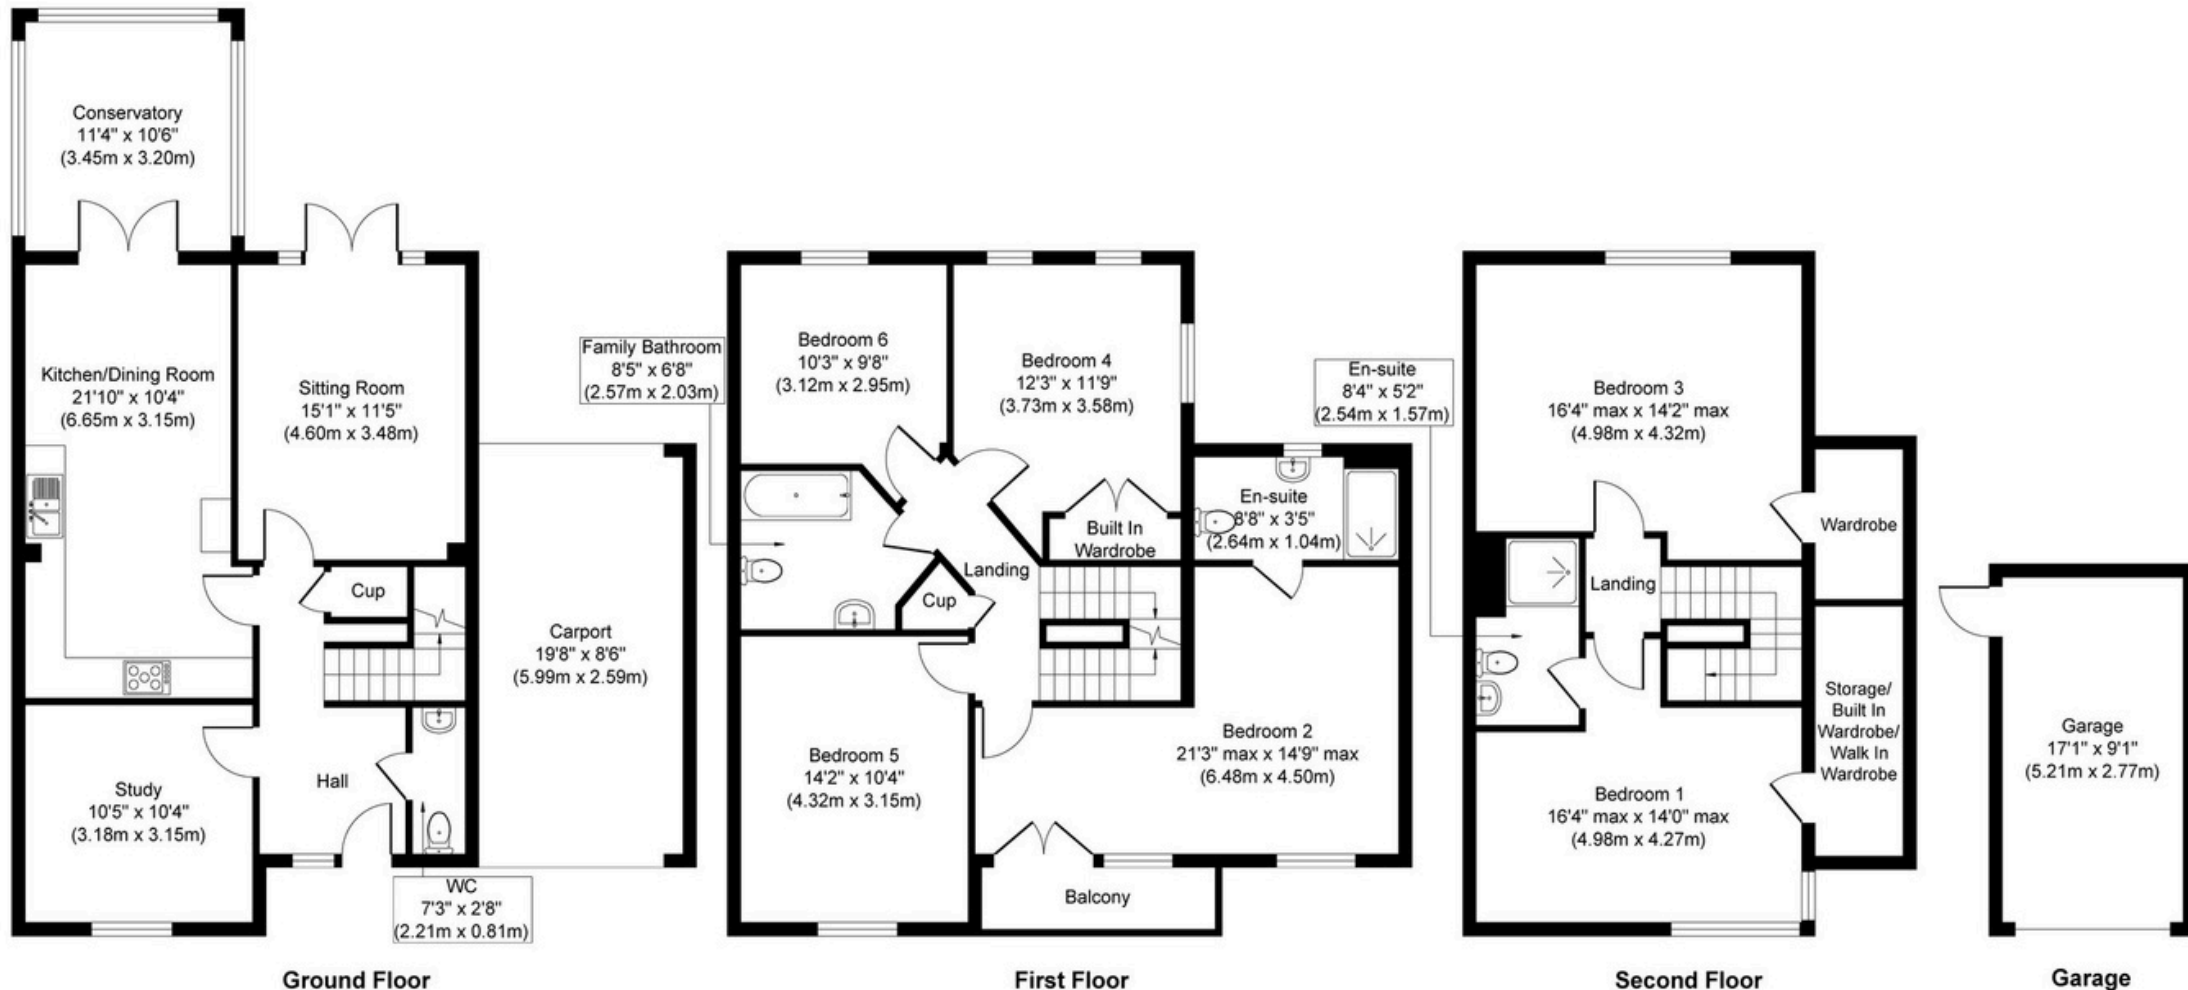 Conservatory
11'4" x 10'6"
(3.45m x 3.20m)
Kitchen/Dining Room
21'10" x 10'4"
(6.65m x 3.15m)
Sitting Room
15'1" x 11'5"
(4.60m x 3.48m)
Cup
Carport
19'8" x 8'6"
(5.99m x 2.59m)
Study
10'5" x 10'4"
(3.18m x 3.15m)
Hall
WC
7'3" x 2'8"
(2.21m x 0.81m)
Ground Floor
Family Bathroom
8'5" x 6'8"
(2.57m x 2.03m)
Bedroom 6
10'3" x 9'8"
(3.12m x 2.95m)
Bedroom 4
12'3" x 11'9"
(3.73m x 3.58m)
Built In
Wardrobe
En-suite
8'8" x 3'5"
(2.64m x 1.04m)
Landing
Cup
Bedroom 5
14'2" x 10'4"
(4.32m x 3.15m)
Bedroom 2
21'3" max x 14'9" max
(6.48m x 4.50m)
Balcony
First Floor
En-suite
8'4" x 5'2"
(2.54m x 1.57m)
Bedroom 3
16'4" max x 14'2" max
(4.98m x 4.32m)
Wardrobe
Landing
Storage/
Built In
Wardrobe/
Walk In
Wardrobe
Bedroom 1
16'4" max x 14'0" max
(4.98m x 4.27m)
Second Floor
Garage
17'1" x 9'1"
(5.21m x 2.77m)
Garage